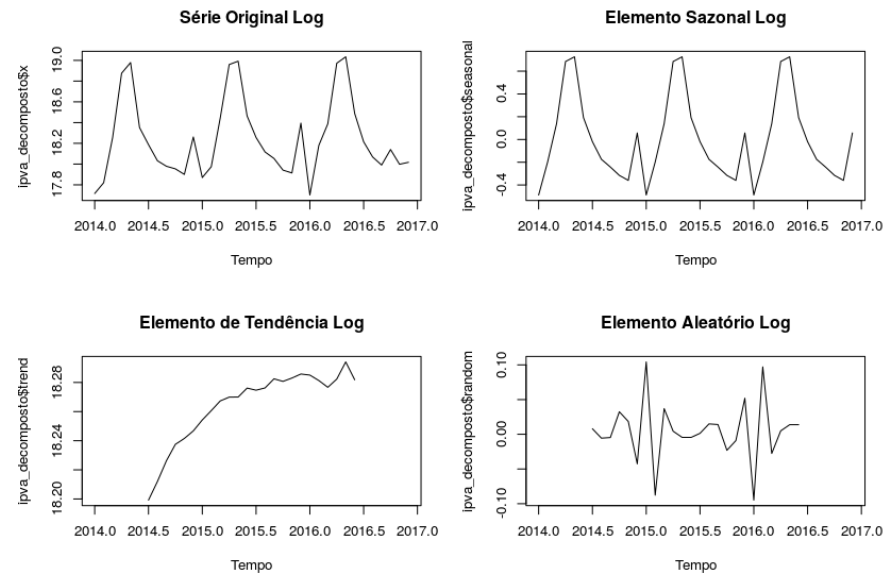 Série Original Log
ipva_decomposto$x
17.8 18.2 18.6 19.0
2014.0 2014.5 2015.0 2015.5 2016.0 2016.5 2017.0
Tempo
Elemento Sazonal Log
ipva_decomposto$seasonal
-0.4 0.0 0.4
2014.0 2014.5 2015.0 2015.5 2016.0 2016.5 2017.0
Tempo
Elemento de Tendência Log
ipva_decomposto$trend
18.20 18.24 18.28
2014.0 2014.5 2015.0 2015.5 2016.0 2016.5 2017.0
Tempo
Elemento Aleatório Log
ipva_decomposto$random
-0.10 0.00 0.10
2014.0 2014.5 2015.0 2015.5 2016.0 2016.5 2017.0
Tempo